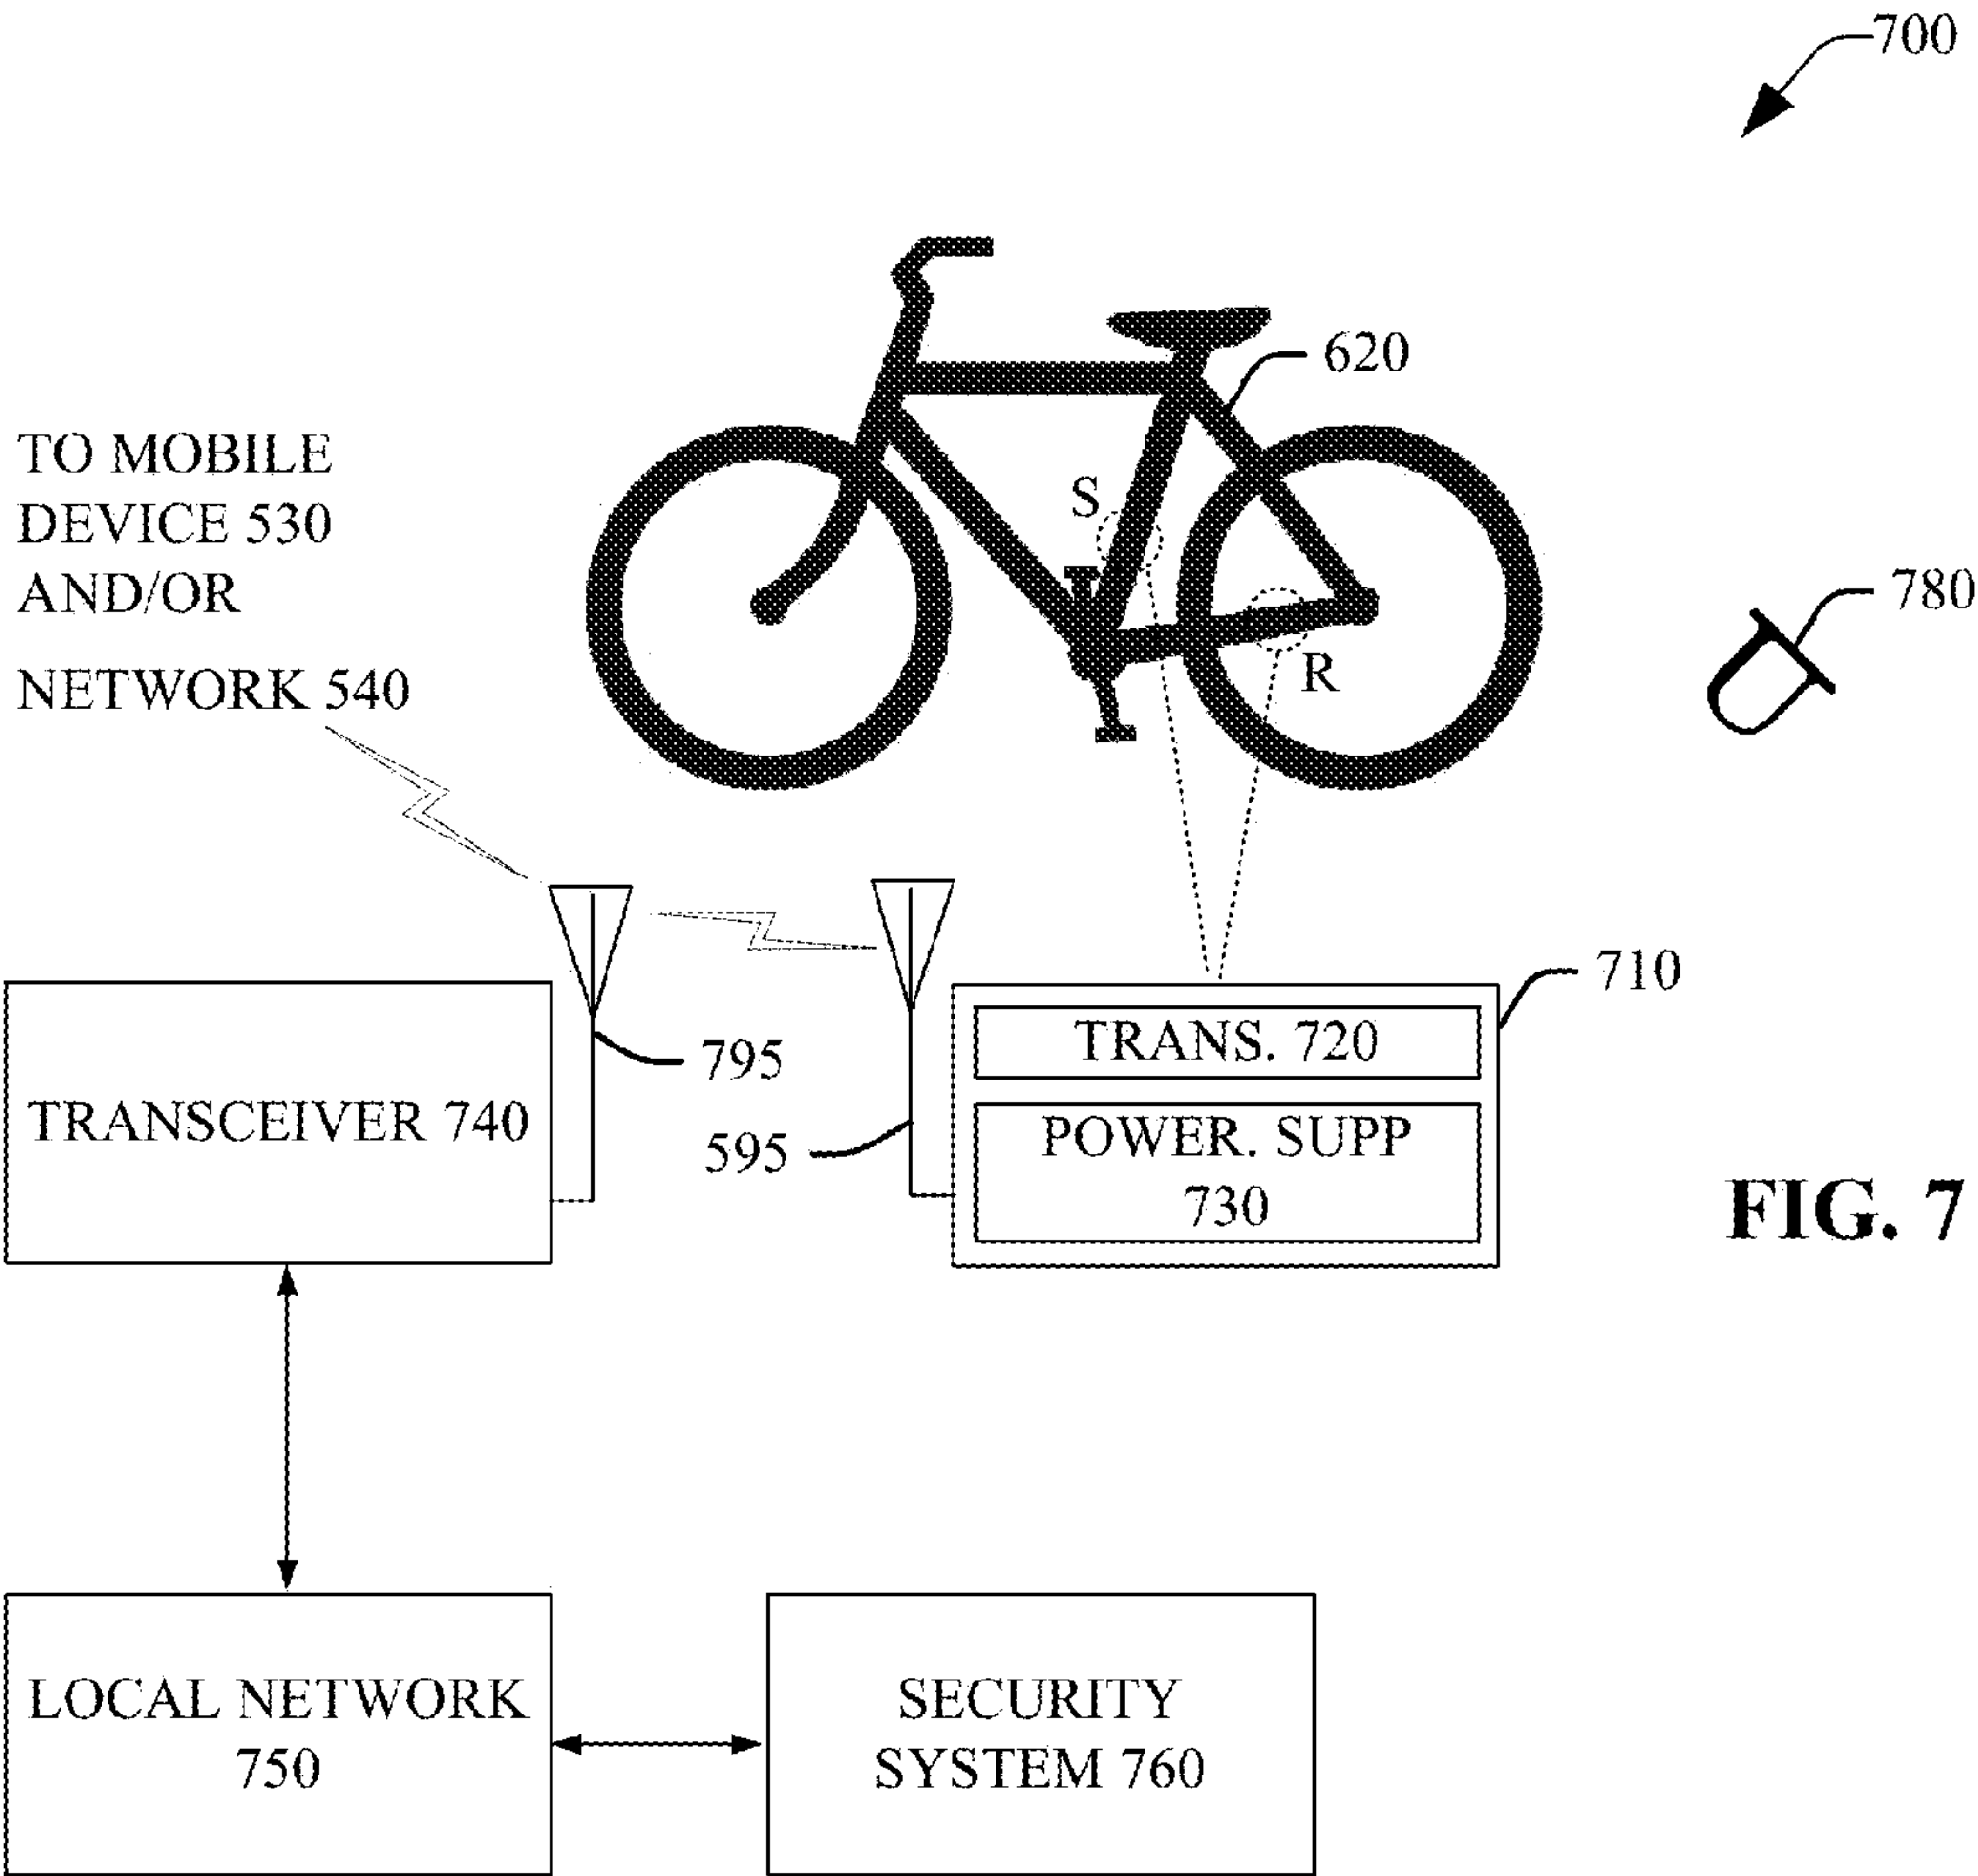 700
620
TO MOBILE
DEVICE 530
AND/OR
NETWORK 540
S
R
780
710
TRANS. 720
POWER. SUPP
730
795
595
TRANSCEIVER 740
FIG. 7
LOCAL NETWORK
750
SECURITY
SYSTEM 760